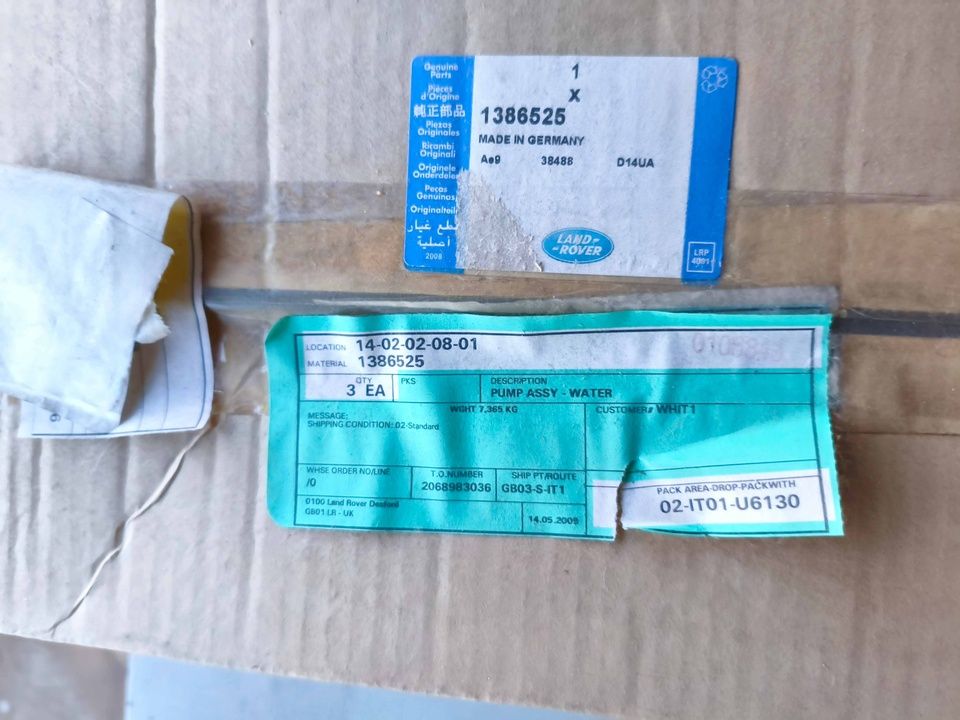 Genuine
Parts
Pièces
d'Origine
純正部品
Piezas
Originales
Ricambi
Originali
Originele
Onderdelen
Peças
Genuinas
Originalteile
قطع غيار
أصلية
2008
1
X
1386525
MADE IN GERMANY
38488 D14UA
LAND-
-ROVER
LRP
LOCATION 14-02-02-08-01
MATERIAL 1386525
QTY PKS DESCRIPTION
3 EA PUMP ASSY - WATER
WGHT 7,365 KG CUSTOMER# WHIT1
MESSAGE:
SHIPPING CONDITION: 02-Standard
WHSE ORDER NO/LINE T.O.NUMBER SHIP PT/ROUTE
/0 2068983036 GB03-S-IT1
PACK AREA-DROP-PACKWITH
02-IT01-U6130
0100 Land Rover Desford
GB01 LR - UK
14.05.2009